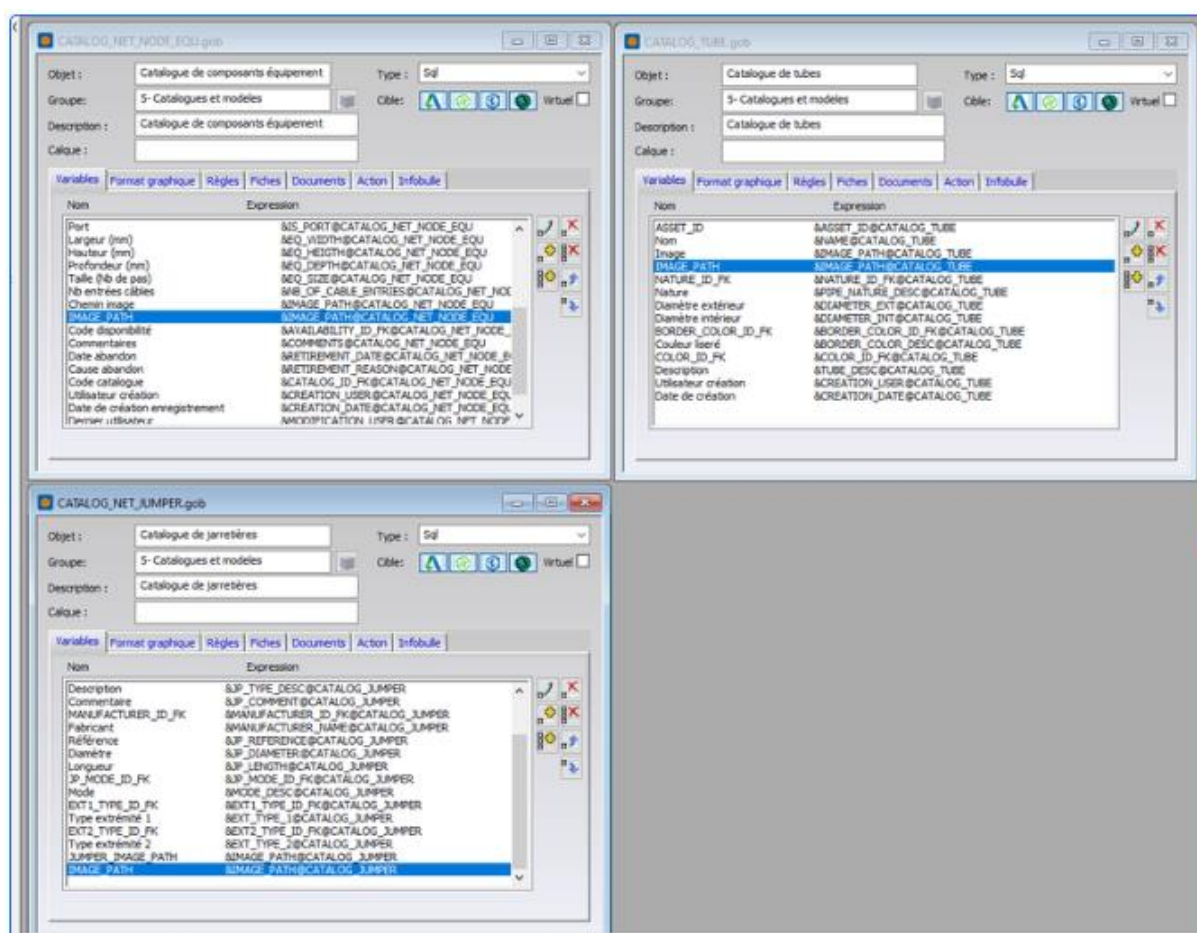 CATALOG_NET_NODE_EQU.gob
Objet : Catalogue de composants équipement Type : Sql
Groupe: 5- Catalogues et modeles Cible: Virtuel
Description : Catalogue de composants équipement
Calque :
Variables Format graphique Règles Fiches Documents Action Infobulle
Nom Expression
Port &IS_PORT@CATALOG_NET_NODE_EQU
Largeur (mm) &EQ_WIDTH@CATALOG_NET_NODE_EQU
Hauteur (mm) &EQ_HEIGTH@CATALOG_NET_NODE_EQU
Profondeur (mm) &EQ_DEPTH@CATALOG_NET_NODE_EQU
Taille (Nb de pas) &EQ_SIZE@CATALOG_NET_NODE_EQU
Nb entrées câbles &NB_OF_CABLE_ENTRIES@CATALOG_NET_NOD
Chemin image &IMAGE_PATH@CATALOG_NET_NODE_EQU
IMAGE_PATH &IMAGE_PATH@CATALOG_NET_NODE_EQU
Code disponibilité &AVAILABILITY_ID_FK@CATALOG_NET_NODE_
Commentaires &COMMENTS@CATALOG_NET_NODE_EQU
Date abandon &RETIREMENT_DATE@CATALOG_NET_NODE_E
Cause abandon &RETIREMENT_REASON@CATALOG_NET_NODE
Code catalogue &CATALOG_ID_FK@CATALOG_NET_NODE_EQU
Utilisateur création &CREATION_USER@CATALOG_NET_NODE_EQU
Date de création enregistrement &CREATION_DATE@CATALOG_NET_NODE_EQU
Dernier utilisateur &MODIFICATION_USER@CATALOG_NET_NODE
CATALOG_TUBE.gob
Objet : Catalogue de tubes Type : Sql
Groupe: 5- Catalogues et modeles Cible: Virtuel
Description : Catalogue de tubes
Calque :
Variables Format graphique Règles Fiches Documents Action Infobulle
Nom Expression
ASSET_ID &ASSET_ID@CATALOG_TUBE
Nom &NAME@CATALOG_TUBE
Image &IMAGE_PATH@CATALOG_TUBE
IMAGE_PATH &IMAGE_PATH@CATALOG_TUBE
NATURE_ID_FK &NATURE_ID_FK@CATALOG_TUBE
Nature &PIPE_NATURE_DESC@CATALOG_TUBE
Diamètre extérieur &DIAMETER_EXT@CATALOG_TUBE
Diamètre intérieur &DIAMETER_INT@CATALOG_TUBE
BORDER_COLOR_ID_FK &BORDER_COLOR_ID_FK@CATALOG_TUBE
Couleur liseré &BORDER_COLOR_DESC@CATALOG_TUBE
COLOR_ID_FK &COLOR_ID_FK@CATALOG_TUBE
Description &TUBE_DESC@CATALOG_TUBE
Utilisateur création &CREATION_USER@CATALOG_TUBE
Date de création &CREATION_DATE@CATALOG_TUBE
CATALOG_NET_JUMPER.gob
Objet : Catalogue de jarretières Type : Sql
Groupe: 5- Catalogues et modeles Cible: Virtuel
Description : Catalogue de jarretières
Calque :
Variables Format graphique Règles Fiches Documents Action Infobulle
Nom Expression
Description &JP_TYPE_DESC@CATALOG_JUMPER
Commentaire &JP_COMMENT@CATALOG_JUMPER
MANUFACTURER_ID_FK &MANUFACTURER_ID_FK@CATALOG_JUMPER
Fabricant &MANUFACTURER_NAME@CATALOG_JUMPER
Référence &JP_REFERENCE@CATALOG_JUMPER
Diamètre &JP_DIAMETER@CATALOG_JUMPER
Longueur &JP_LENGTH@CATALOG_JUMPER
JP_MODE_ID_FK &JP_MODE_ID_FK@CATALOG_JUMPER
Mode &MODE_DESC@CATALOG_JUMPER
EXT1_TYPE_ID_FK &EXT1_TYPE_ID_FK@CATALOG_JUMPER
Type extrémité 1 &EXT_TYPE_1@CATALOG_JUMPER
EXT2_TYPE_ID_FK &EXT2_TYPE_ID_FK@CATALOG_JUMPER
Type extrémité 2 &EXT_TYPE_2@CATALOG_JUMPER
JUMPER_IMAGE_PATH &IMAGE_PATH@CATALOG_JUMPER
IMAGE_PATH &IMAGE_PATH@CATALOG_JUMPER